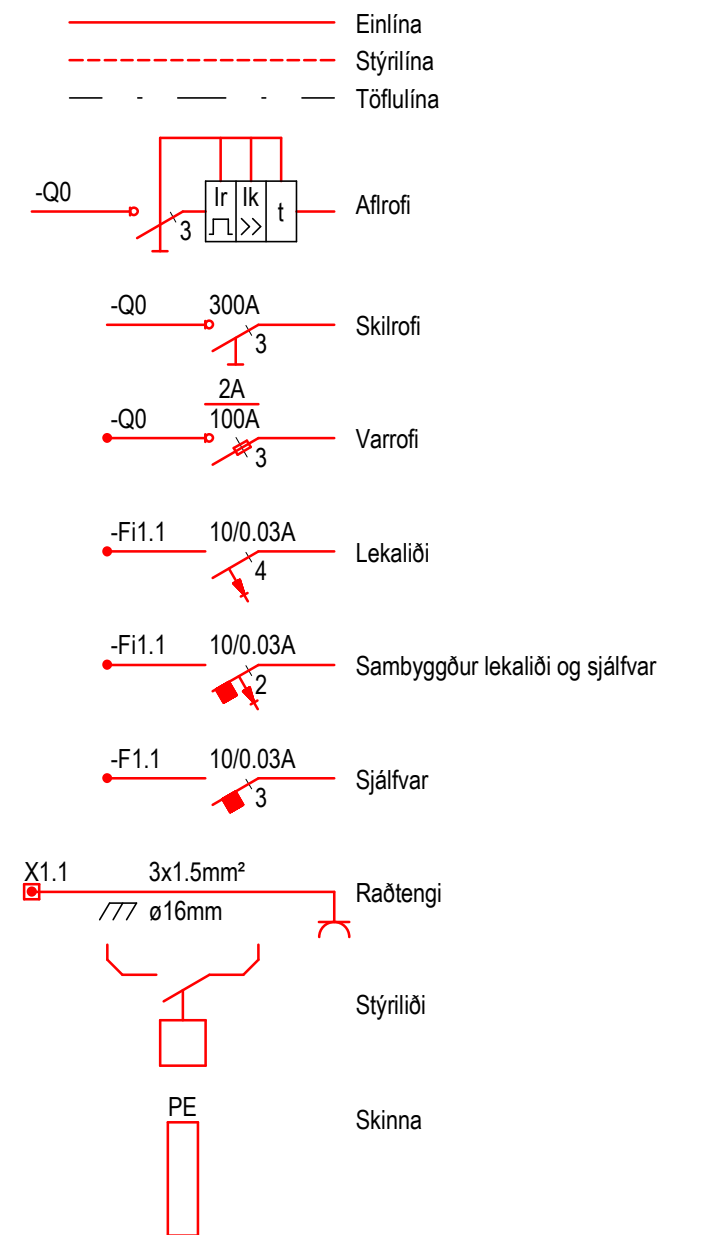 Einlína
Stýrilína
Töflulína
-Q0
Ir Ik t
>>
3
Aflrofi
-Q0 300A
3
Skilrofi
2A
-Q0 100A
3
Varrofi
-Fi1.1 10/0.03A
4
Lekaliði
-Fi1.1 10/0.03A
2
Sambyggður lekaliði og sjálfvar
-F1.1 10/0.03A
3
Sjálfvar
X1.1 3x1.5mm²
ø16mm
Raðtengi
Stýriliði
PE
Skinna